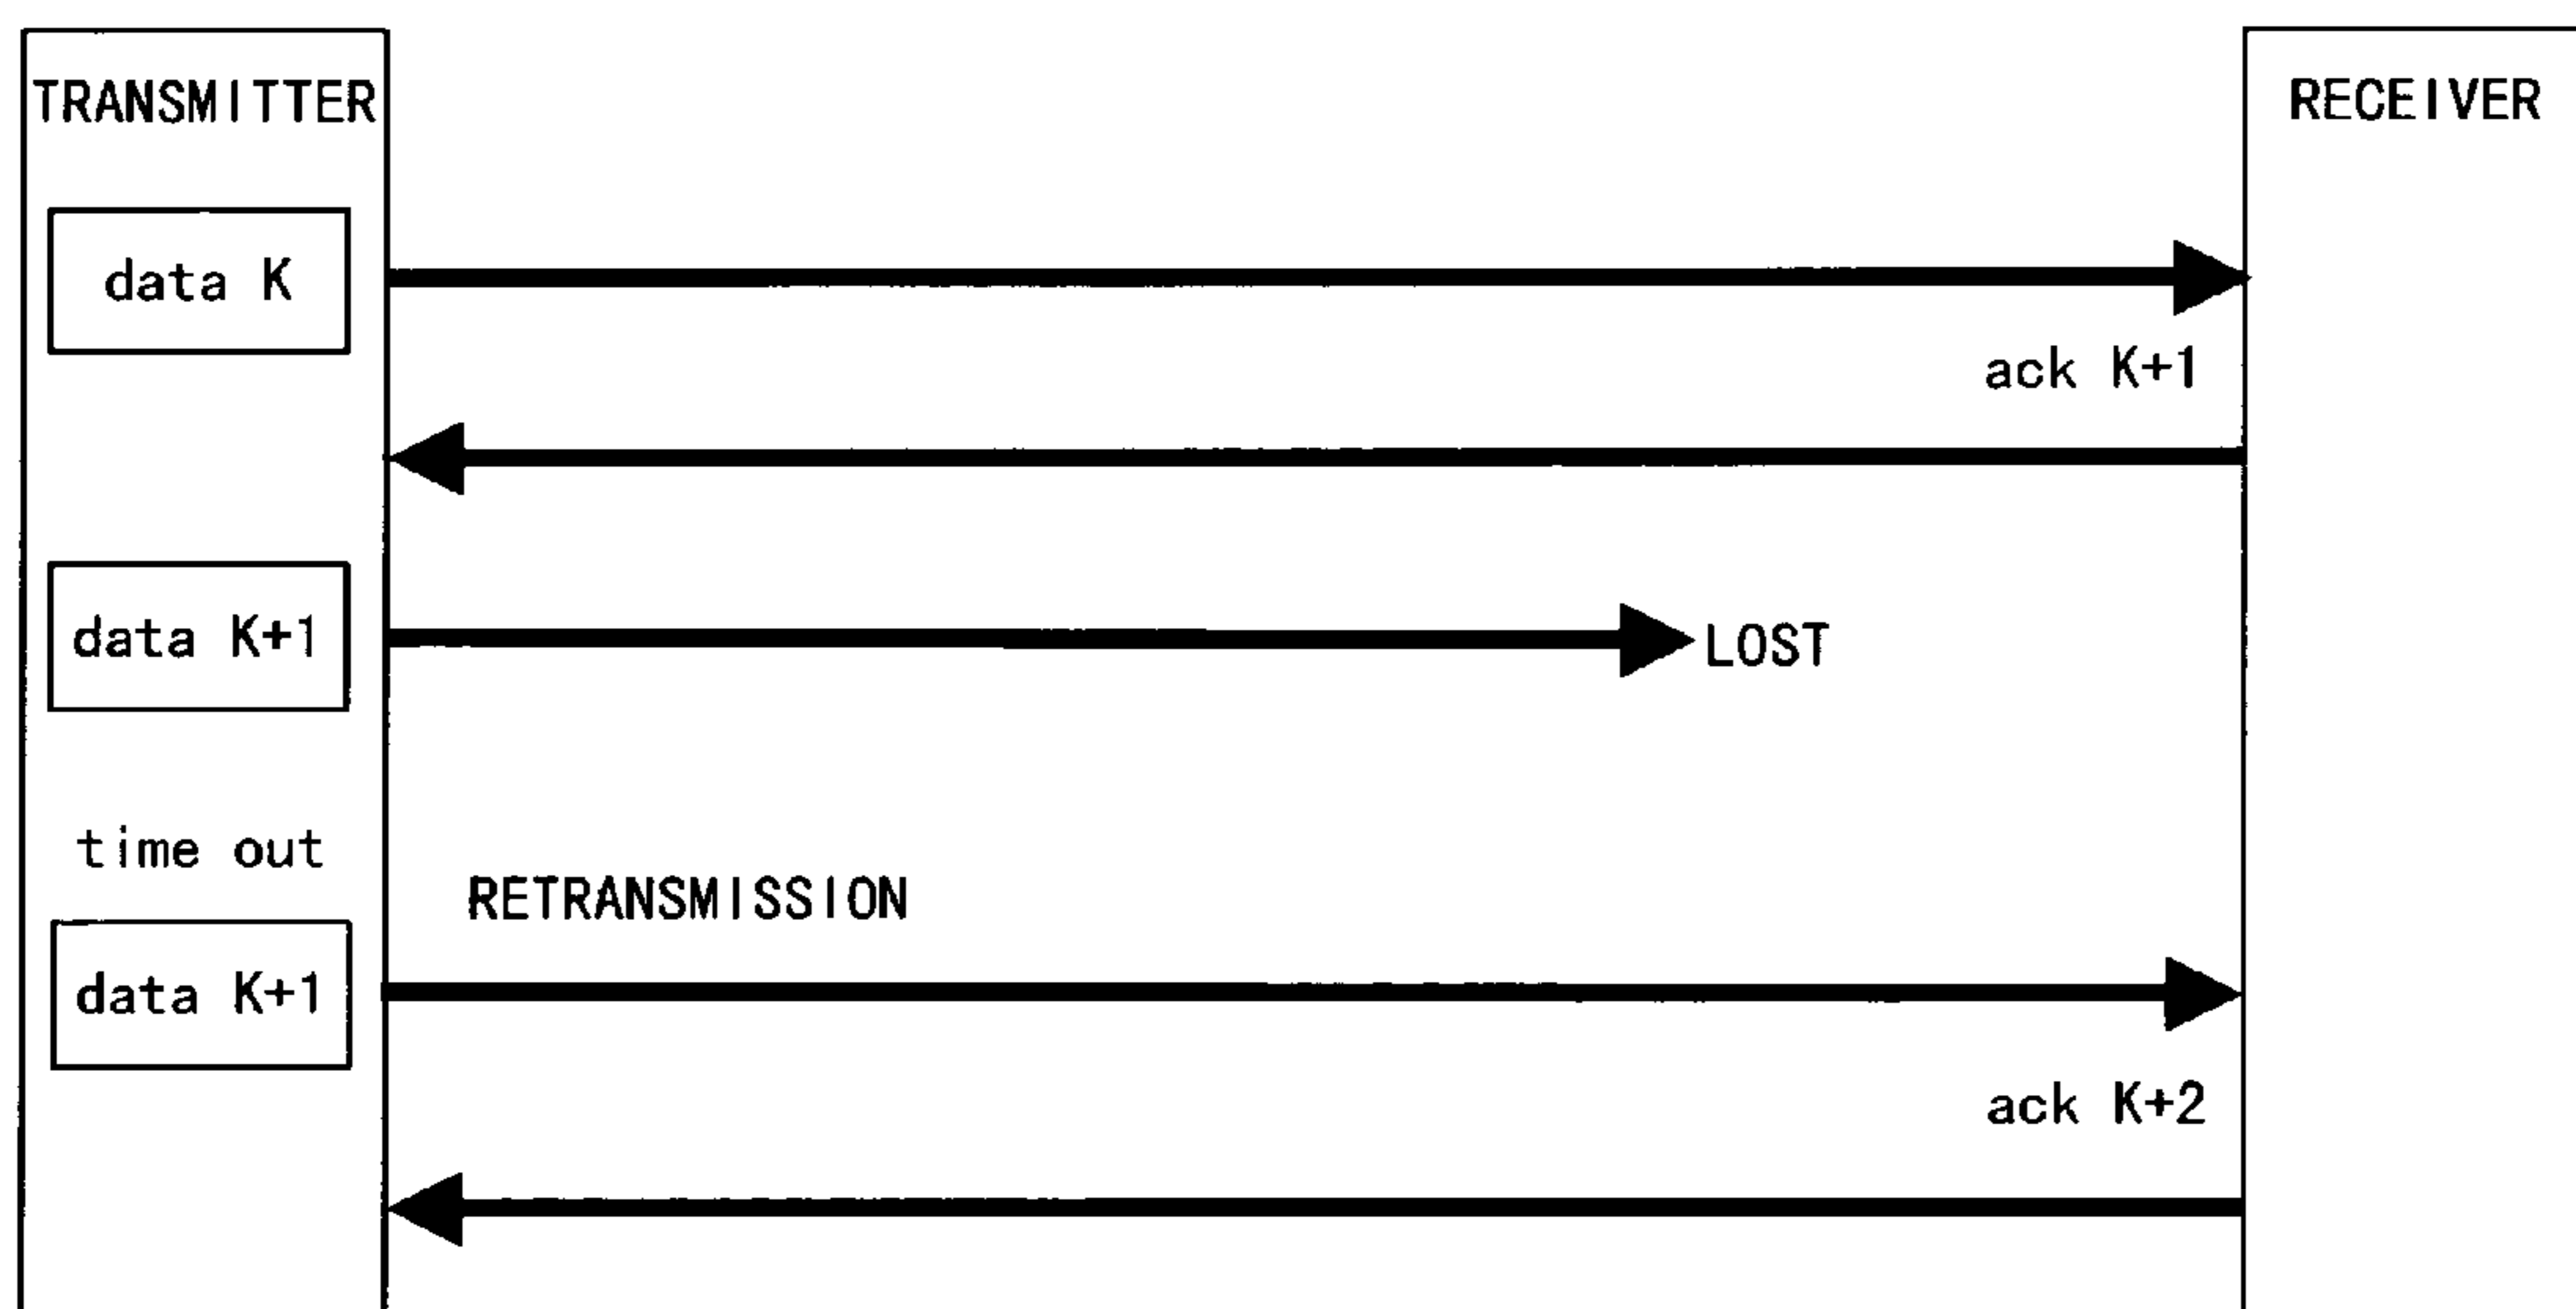 TRANSMITTER
RECEIVER
data K
ack K+1
data K+1
LOST
time out
RETRANSMISSION
data K+1
ack K+2